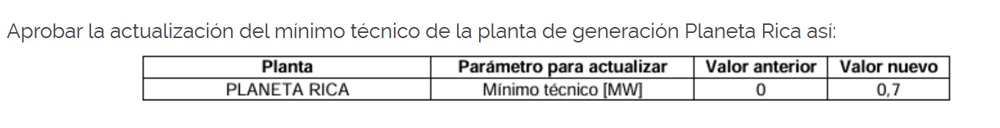 Aprobar la actualización del mínimo técnico de la planta de generación Planeta Rica así:
Planta Parámetro para actualizar Valor anterior Valor nuevo
PLANETA RICA Mínimo técnico [MW] 0 0,7